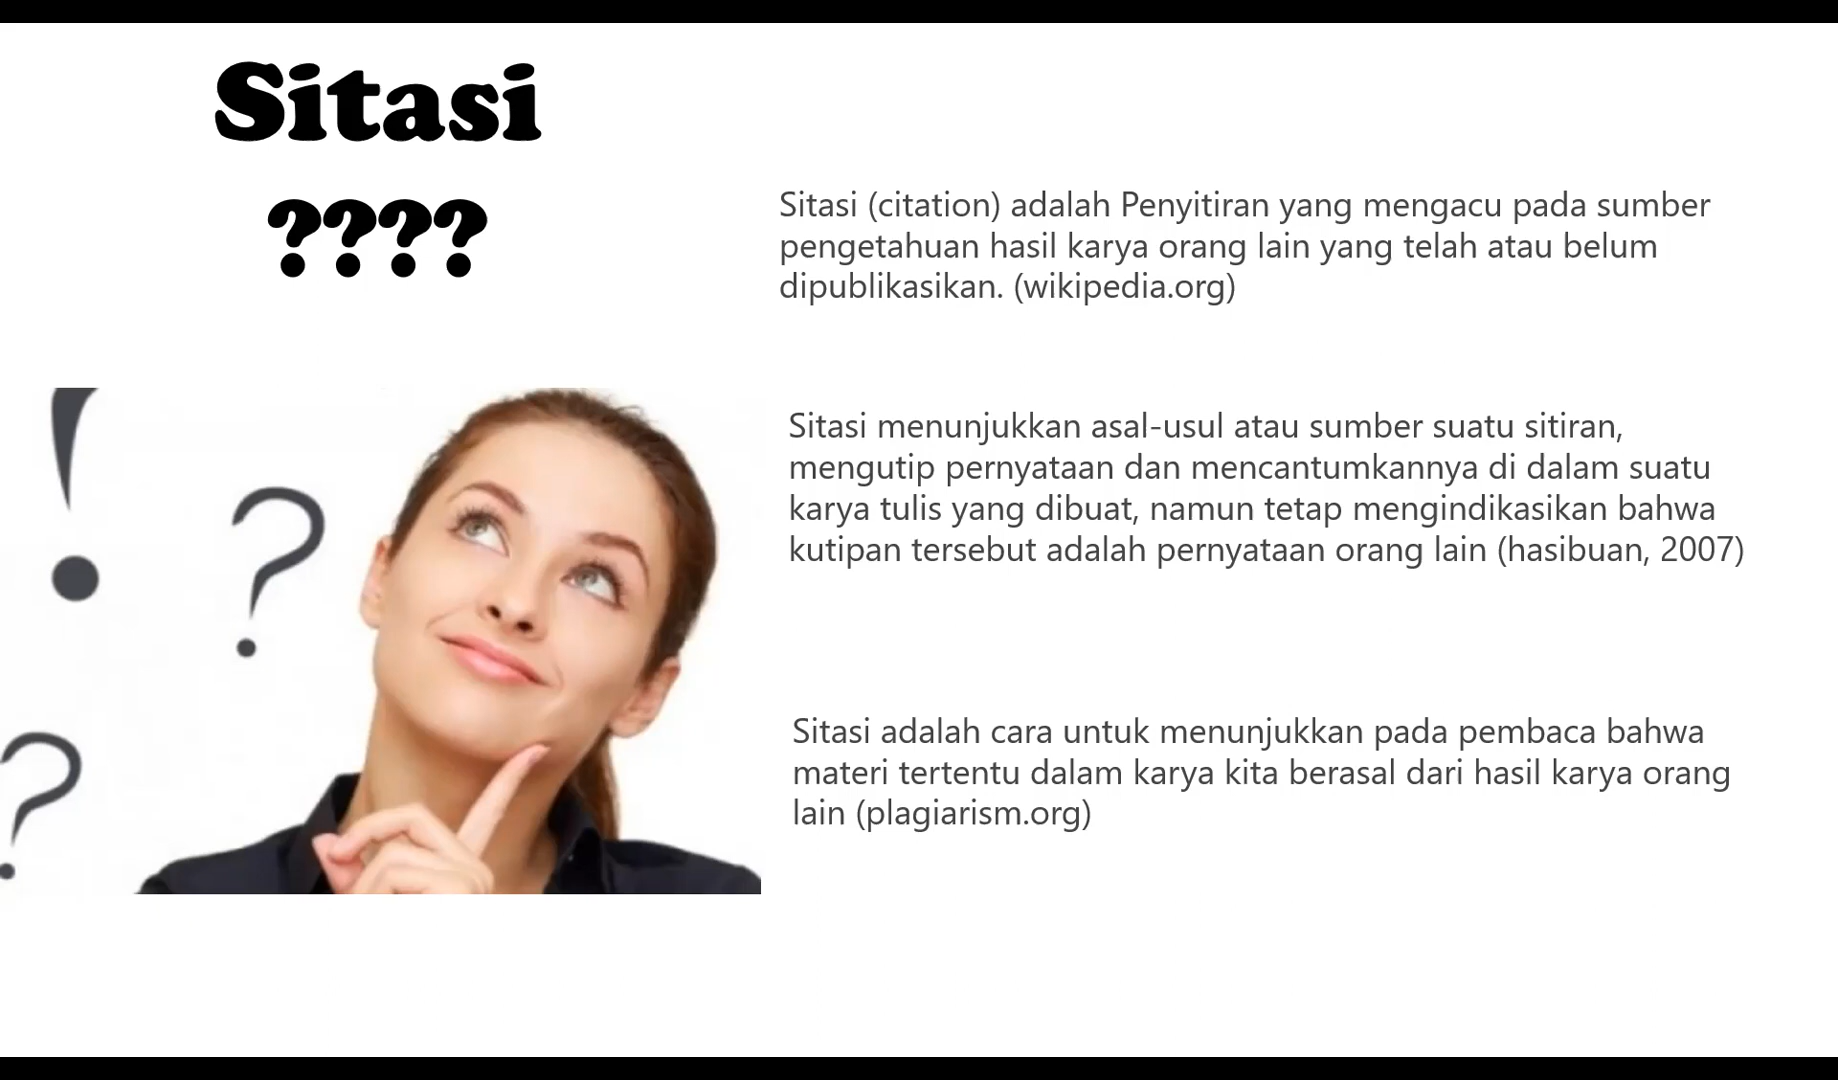 Sitasi
????
Sitasi (citation) adalah Penyitiran yang mengacu pada sumber
pengetahuan hasil karya orang lain yang telah atau belum
dipublikasikan. (wikipedia.org)
Sitasi menunjukkan asal-usul atau sumber suatu sitiran,
mengutip pernyataan dan mencantumkannya di dalam suatu
karya tulis yang dibuat, namun tetap mengindikasikan bahwa
kutipan tersebut adalah pernyataan orang lain (hasibuan, 2007)
Sitasi adalah cara untuk menunjukkan pada pembaca bahwa
materi tertentu dalam karya kita berasal dari hasil karya orang
lain (plagiarism.org)